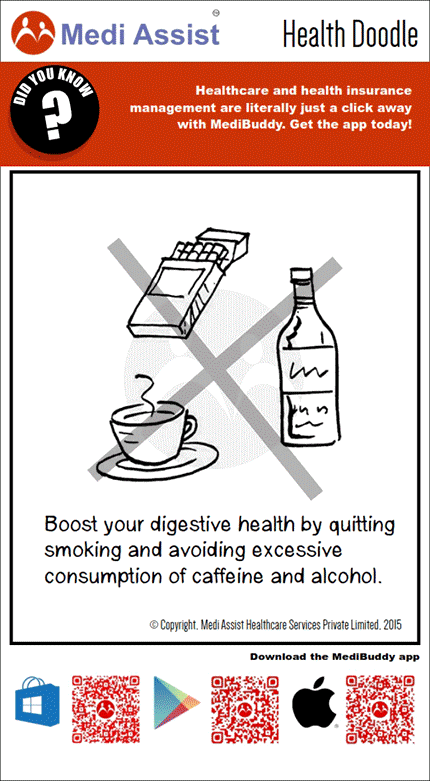 Medi Assist
Health Doodle
DID YOU KNOW
?
Healthcare and health insurance
management are literally just a click away
with MediBuddy. Get the app today!
Boost your digestive health by quitting
smoking and avoiding excessive
consumption of caffeine and alcohol.
© Copyright. Medi Assist Healthcare Services Private Limited. 2015
Download the MediBuddy app